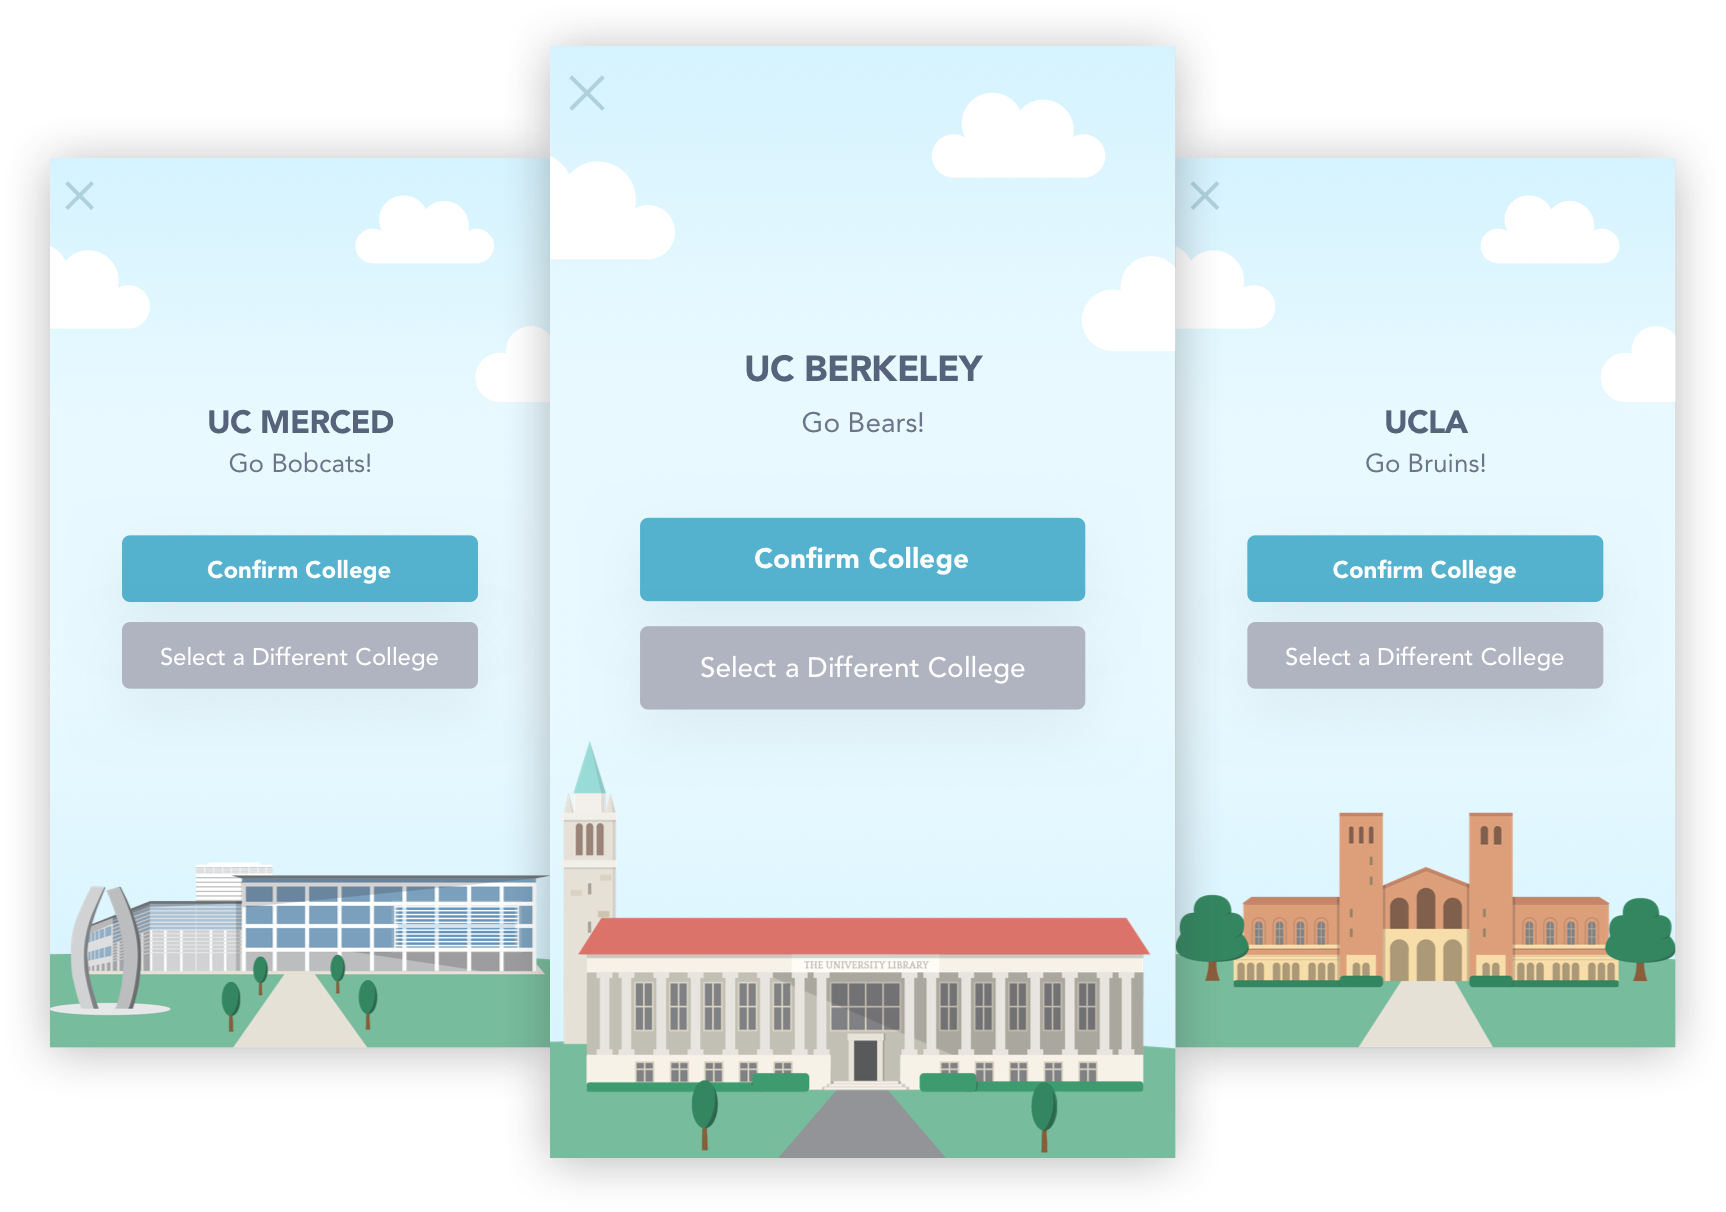 UC MERCED
Go Bobcats!
Confirm College
Select a Different College
UC BERKELEY
Go Bears!
Confirm College
Select a Different College
THE UNIVERSITY LIBRARY
UCLA
Go Bruins!
Confirm College
Select a Different College